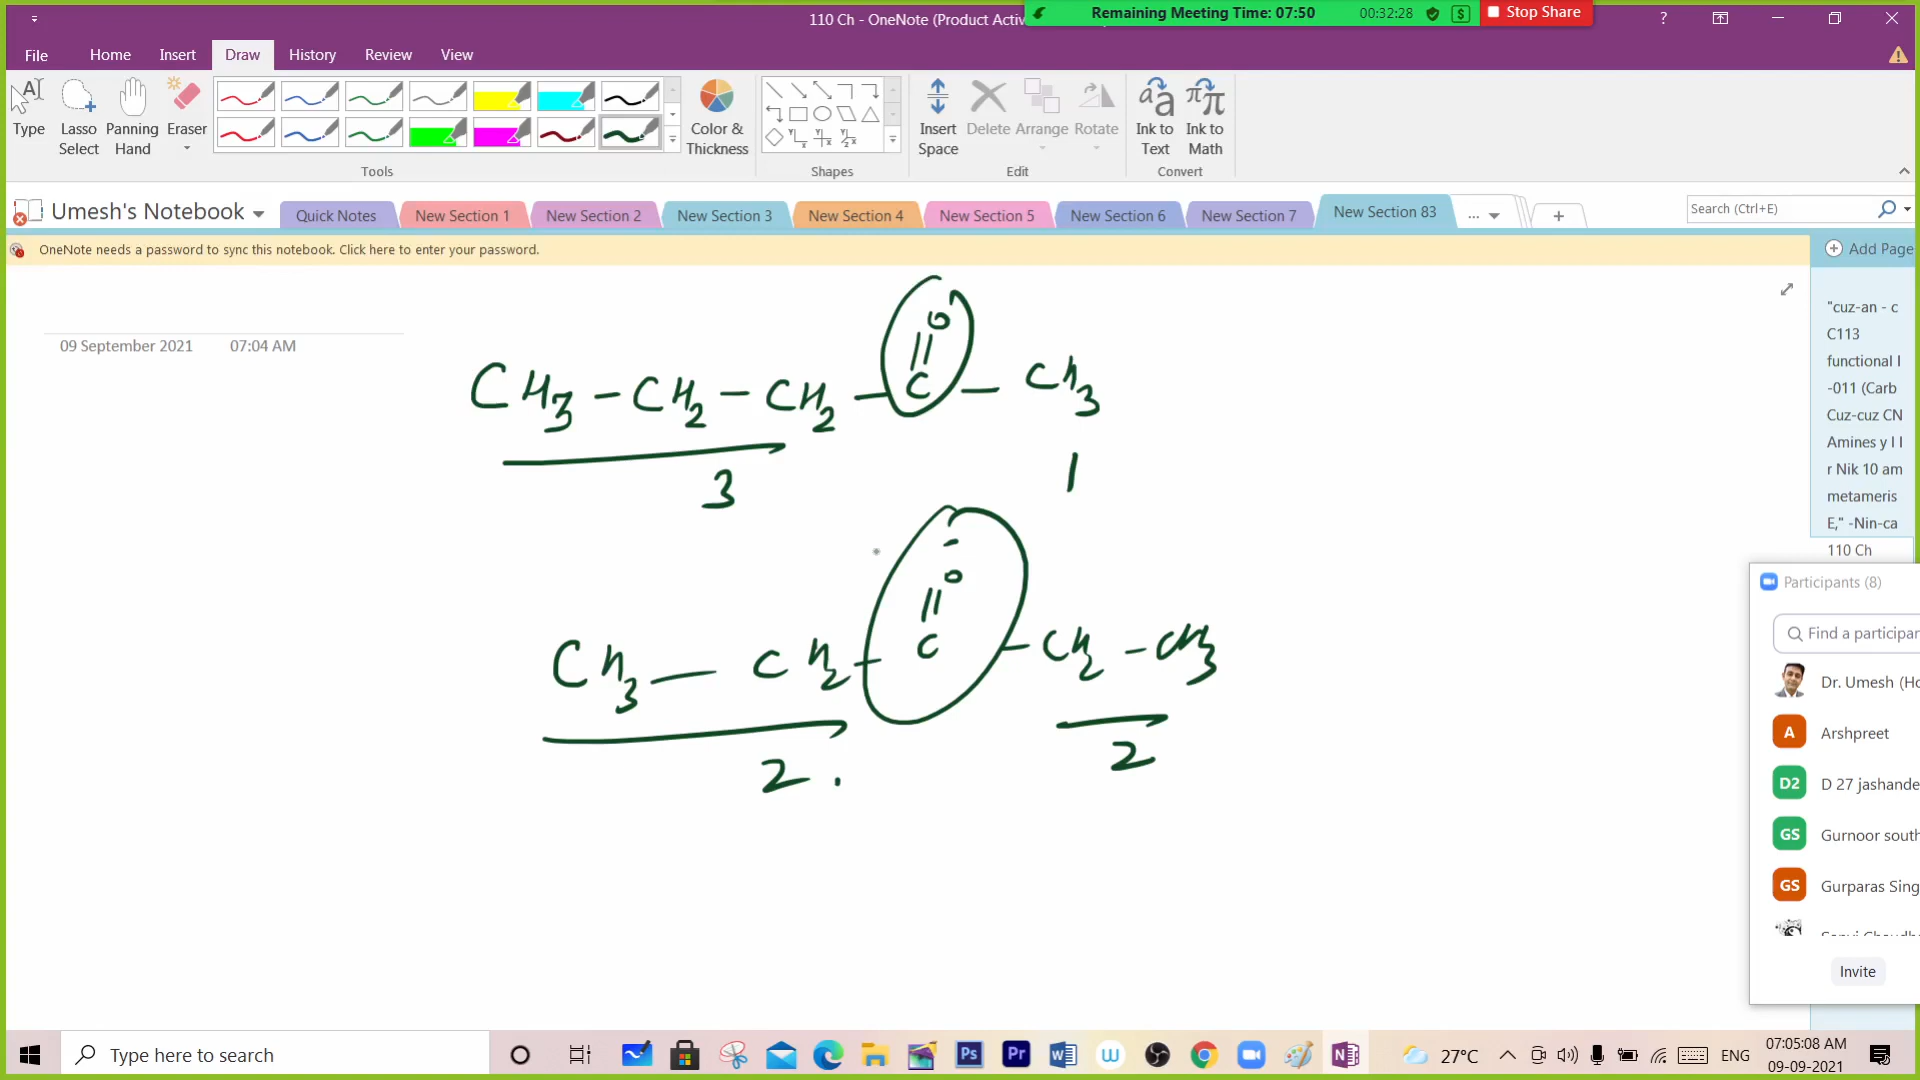 110 Ch - OneNote (Product Activ
Remaining Meeting Time: 07:50
00:32:28
Stop Share
File
Home
Insert
Draw
History
Review
View
Type
Lasso Select
Panning Hand
Eraser
Color & Thickness
Insert Space
Delete
Arrange
Rotate
Ink to Text
Ink to Math
Tools
Shapes
Edit
Convert
Umesh's Notebook
Quick Notes
New Section 1
New Section 2
New Section 3
New Section 4
New Section 5
New Section 6
New Section 7
New Section 83
...
Search (Ctrl+E)
OneNote needs a password to sync this notebook. Click here to enter your password.
Add Page
09 September 2021 07:04 AM
O
||
CH3 - CH2 - CH2 - C - CH3
3 1
O
||
CH3 - CH2 - C - CH2 - CH3
2 . 2
"cuz-an - c
C113
functional I
-011 (Carb
Cuz-cuz CN
Amines y I I
r Nik 10 am
metameris
E," -Nin-ca
110 Ch
Participants (8)
Find a participan
Dr. Umesh (Ho
A Arshpreet
D2 D 27 jashande
GS Gurnoor south
GS Gurparas Sing
Invite
Type here to search
Ps
Pr
27°C
ENG
07:05:08 AM
09-09-2021